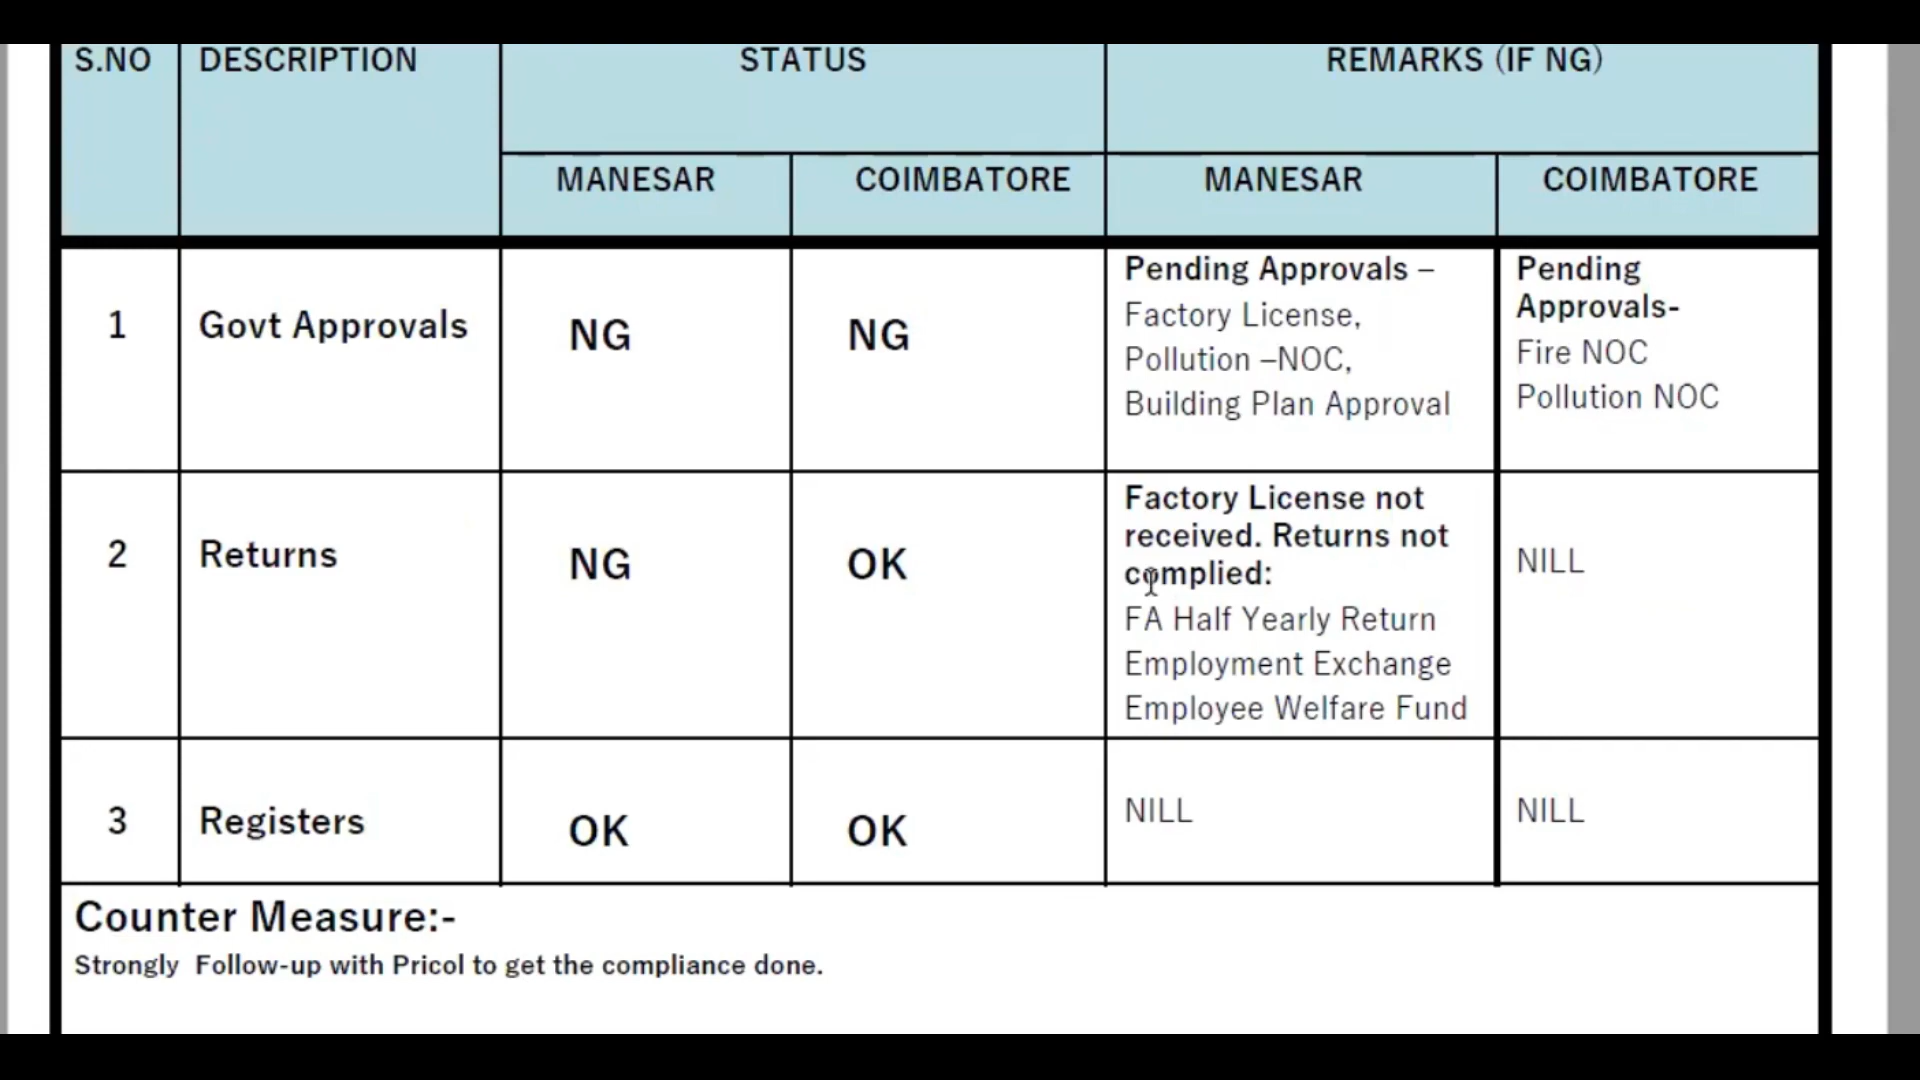 S.NO DESCRIPTION STATUS REMARKS (IF NG)
MANESAR COIMBATORE MANESAR COIMBATORE
1 Govt Approvals NG NG
Pending Approvals –
Factory License,
Pollution –NOC,
Building Plan Approval
Pending
Approvals-
Fire NOC
Pollution NOC
2 Returns NG OK
Factory License not
received. Returns not
complied:
FA Half Yearly Return
Employment Exchange
Employee Welfare Fund
NILL
3 Registers OK OK NILL NILL
Counter Measure:-
Strongly Follow-up with Pricol to get the compliance done.